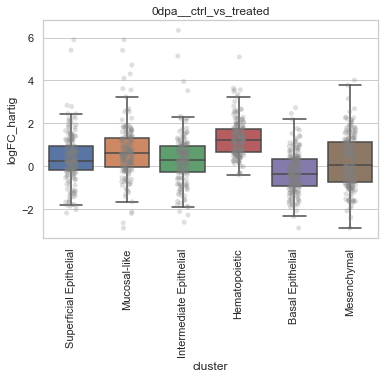 0dpa__ctrl_vs_treated
logFC_hartig
6
4
2
0
−2
Superficial Epithelial
Mucosal-like
Intermediate Epithelial
Hematopoietic
Basal Epithelial
Mesenchymal
cluster